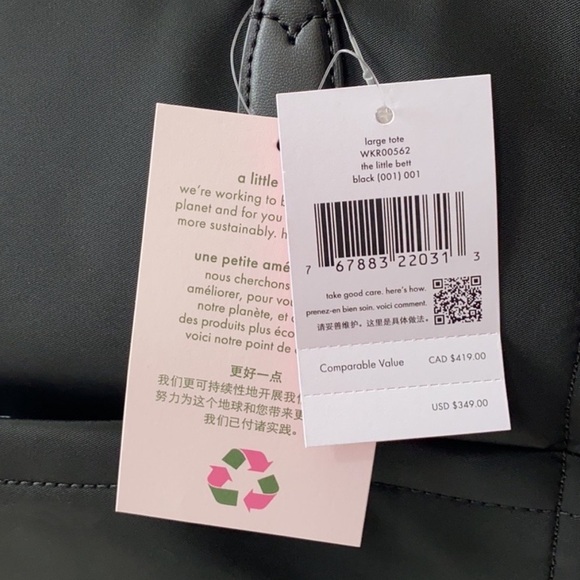 large tote
WKR00562
the little bett
black (001) 001
7 67883 22031 3
take good care. here's how.
prenez-en bien soin. voici comment.
请妥善维护。这里是具体做法。
Comparable Value CAD $419.00
USD $349.00
a little
we're working to
planet and for you
more sustainably.
une petite
nous cherchons
améliorer, pour
notre planète, et
des produits plus
voici notre point de
更好一点
我们更可持续性地开展我
努力为这个地球和您带来更
我们已付诸实践。